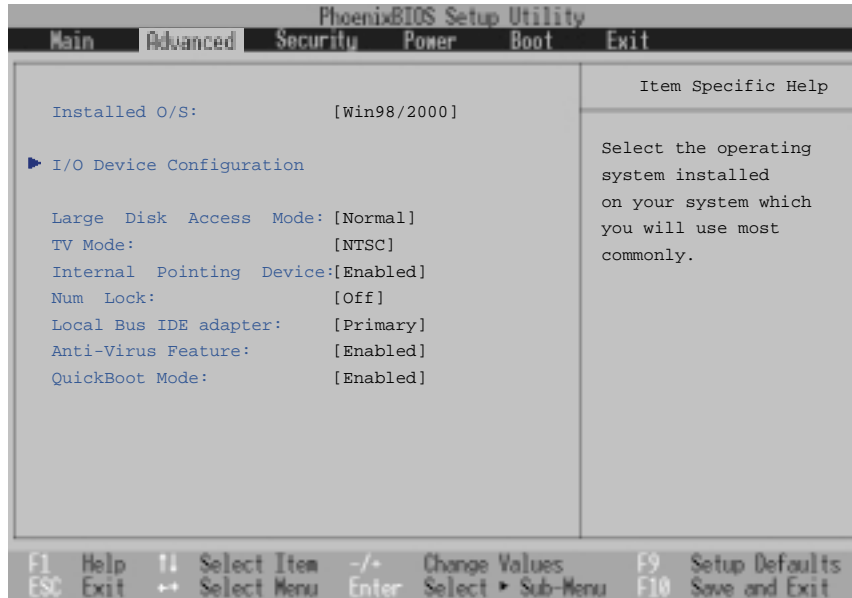 PhoenixBIOS Setup Utility
Main Advanced Security Power Boot Exit
Installed O/S: [Win98/2000]
I/O Device Configuration
Large Disk Access Mode: [Normal]
TV Mode: [NTSC]
Internal Pointing Device:[Enabled]
Num Lock: [Off]
Local Bus IDE adapter: [Primary]
Anti-Virus Feature: [Enabled]
QuickBoot Mode: [Enabled]
Item Specific Help
Select the operating
system installed
on your system which
you will use most
commonly.
F1 Help ↑↓ Select Item -/+ Change Values F9 Setup Defaults
ESC Exit ↔ Select Menu Enter Select ► Sub-Menu F10 Save and Exit